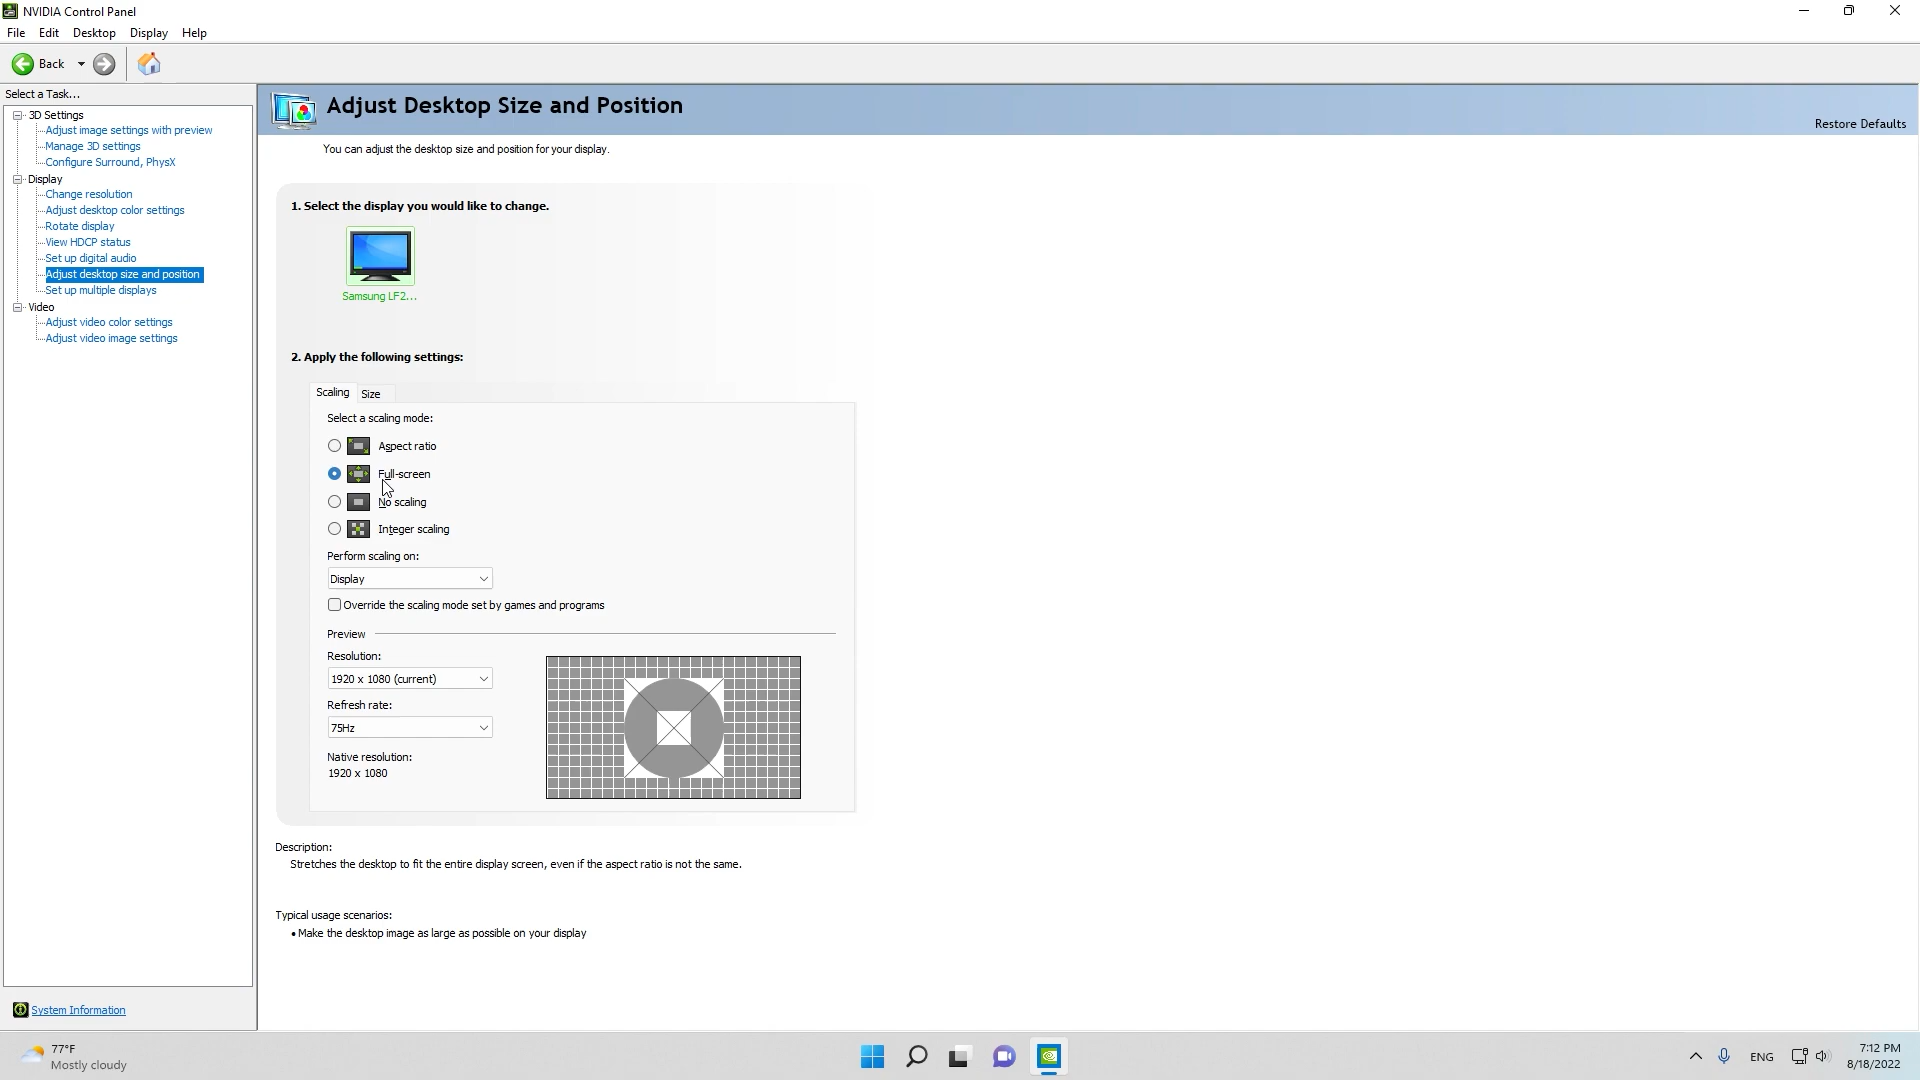 NVIDIA Control Panel
File Edit Desktop Display Help
Back
Select a Task...
3D Settings
Adjust image settings with preview
Manage 3D settings
Configure Surround, PhysX
Display
Change resolution
Adjust desktop color settings
Rotate display
View HDCP status
Set up digital audio
Adjust desktop size and position
Set up multiple displays
Video
Adjust video color settings
Adjust video image settings
System Information
Adjust Desktop Size and Position
Restore Defaults
You can adjust the desktop size and position for your display.
1. Select the display you would like to change.
Samsung LF2...
2. Apply the following settings:
Scaling Size
Select a scaling mode:
Aspect ratio
Full-screen
No scaling
Integer scaling
Perform scaling on:
Display
Override the scaling mode set by games and programs
Preview
Resolution:
1920 x 1080 (current)
Refresh rate:
75Hz
Native resolution:
1920 x 1080
Description:
Stretches the desktop to fit the entire display screen, even if the aspect ratio is not the same.
Typical usage scenarios:
• Make the desktop image as large as possible on your display
77°F
Mostly cloudy
ENG
7:12 PM
8/18/2022